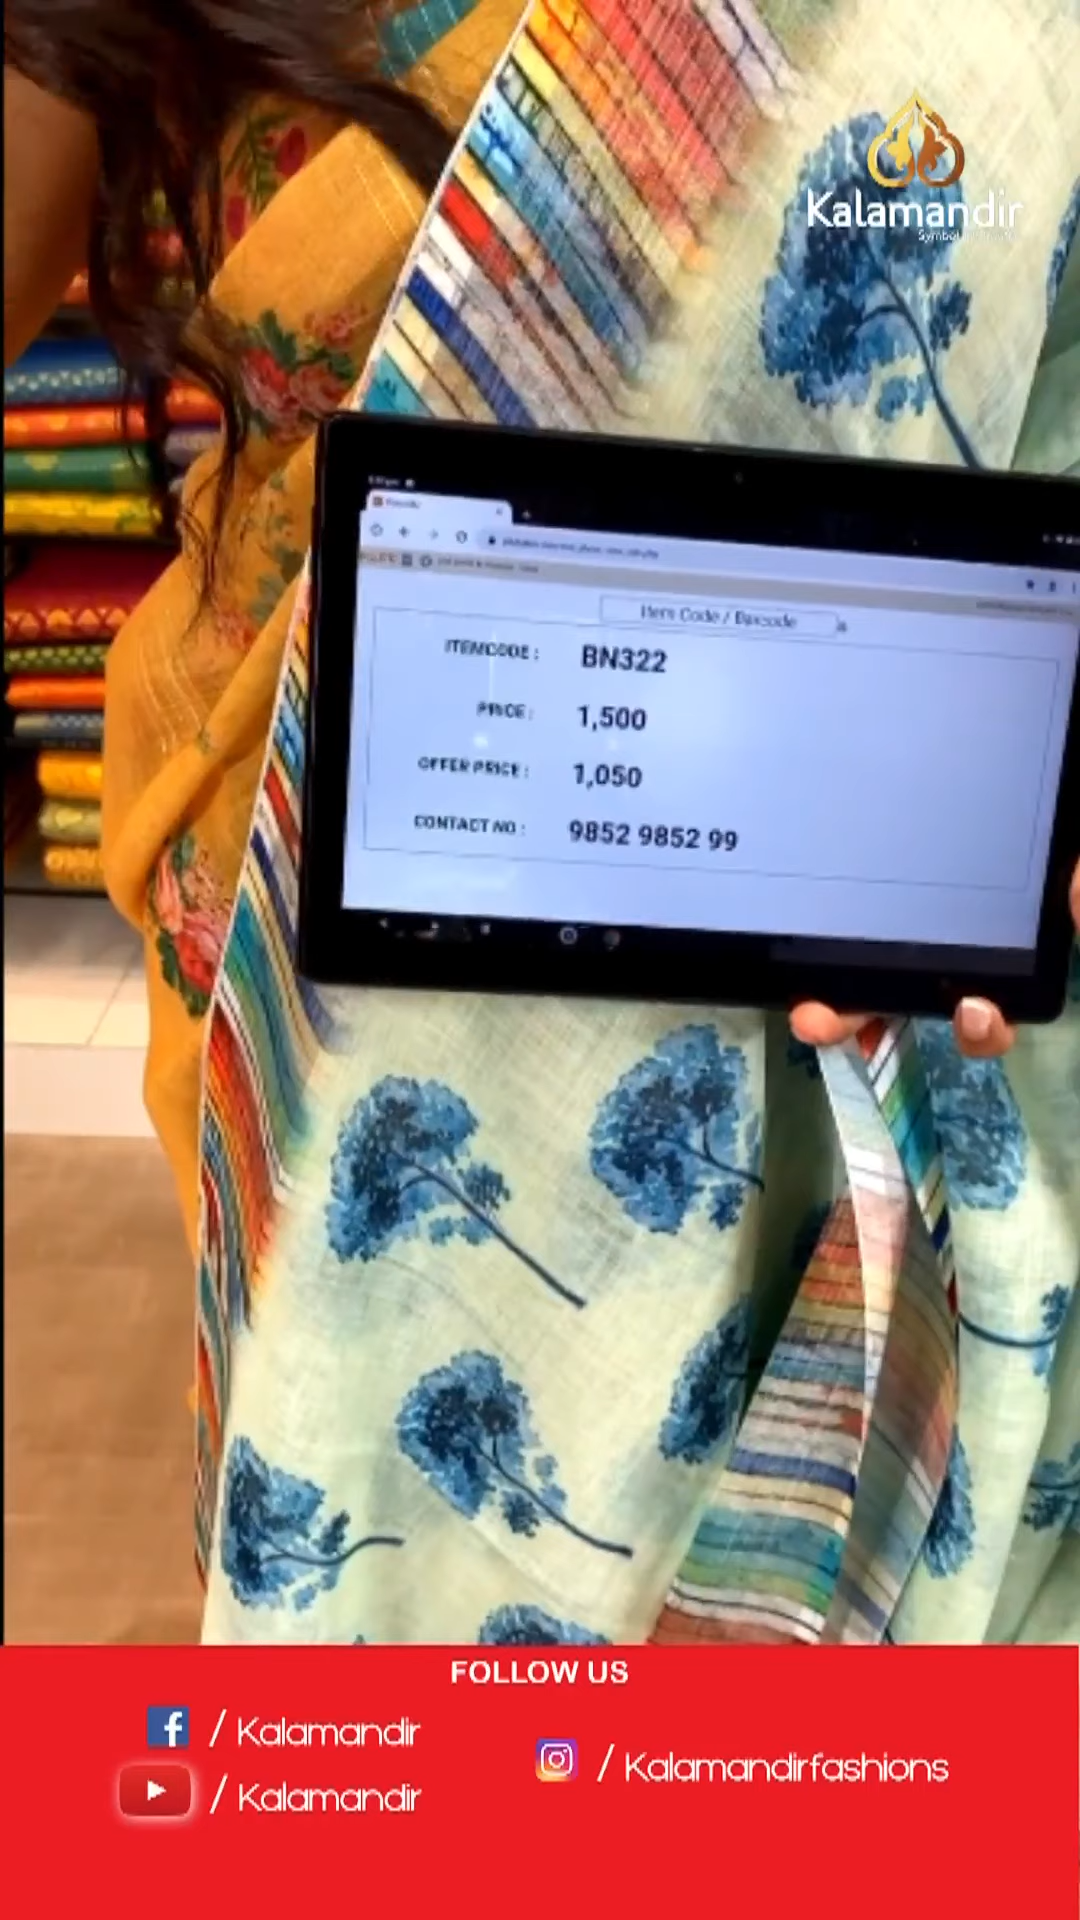 Kalamandir
Item Code / Barcode
ITEMCODE : BN322
PRICE : 1,500
OFFER PRICE : 1,050
CONTACT NO : 9852 9852 99
FOLLOW US
/ Kalamandir
/ Kalamandirfashions
/ Kalamandir